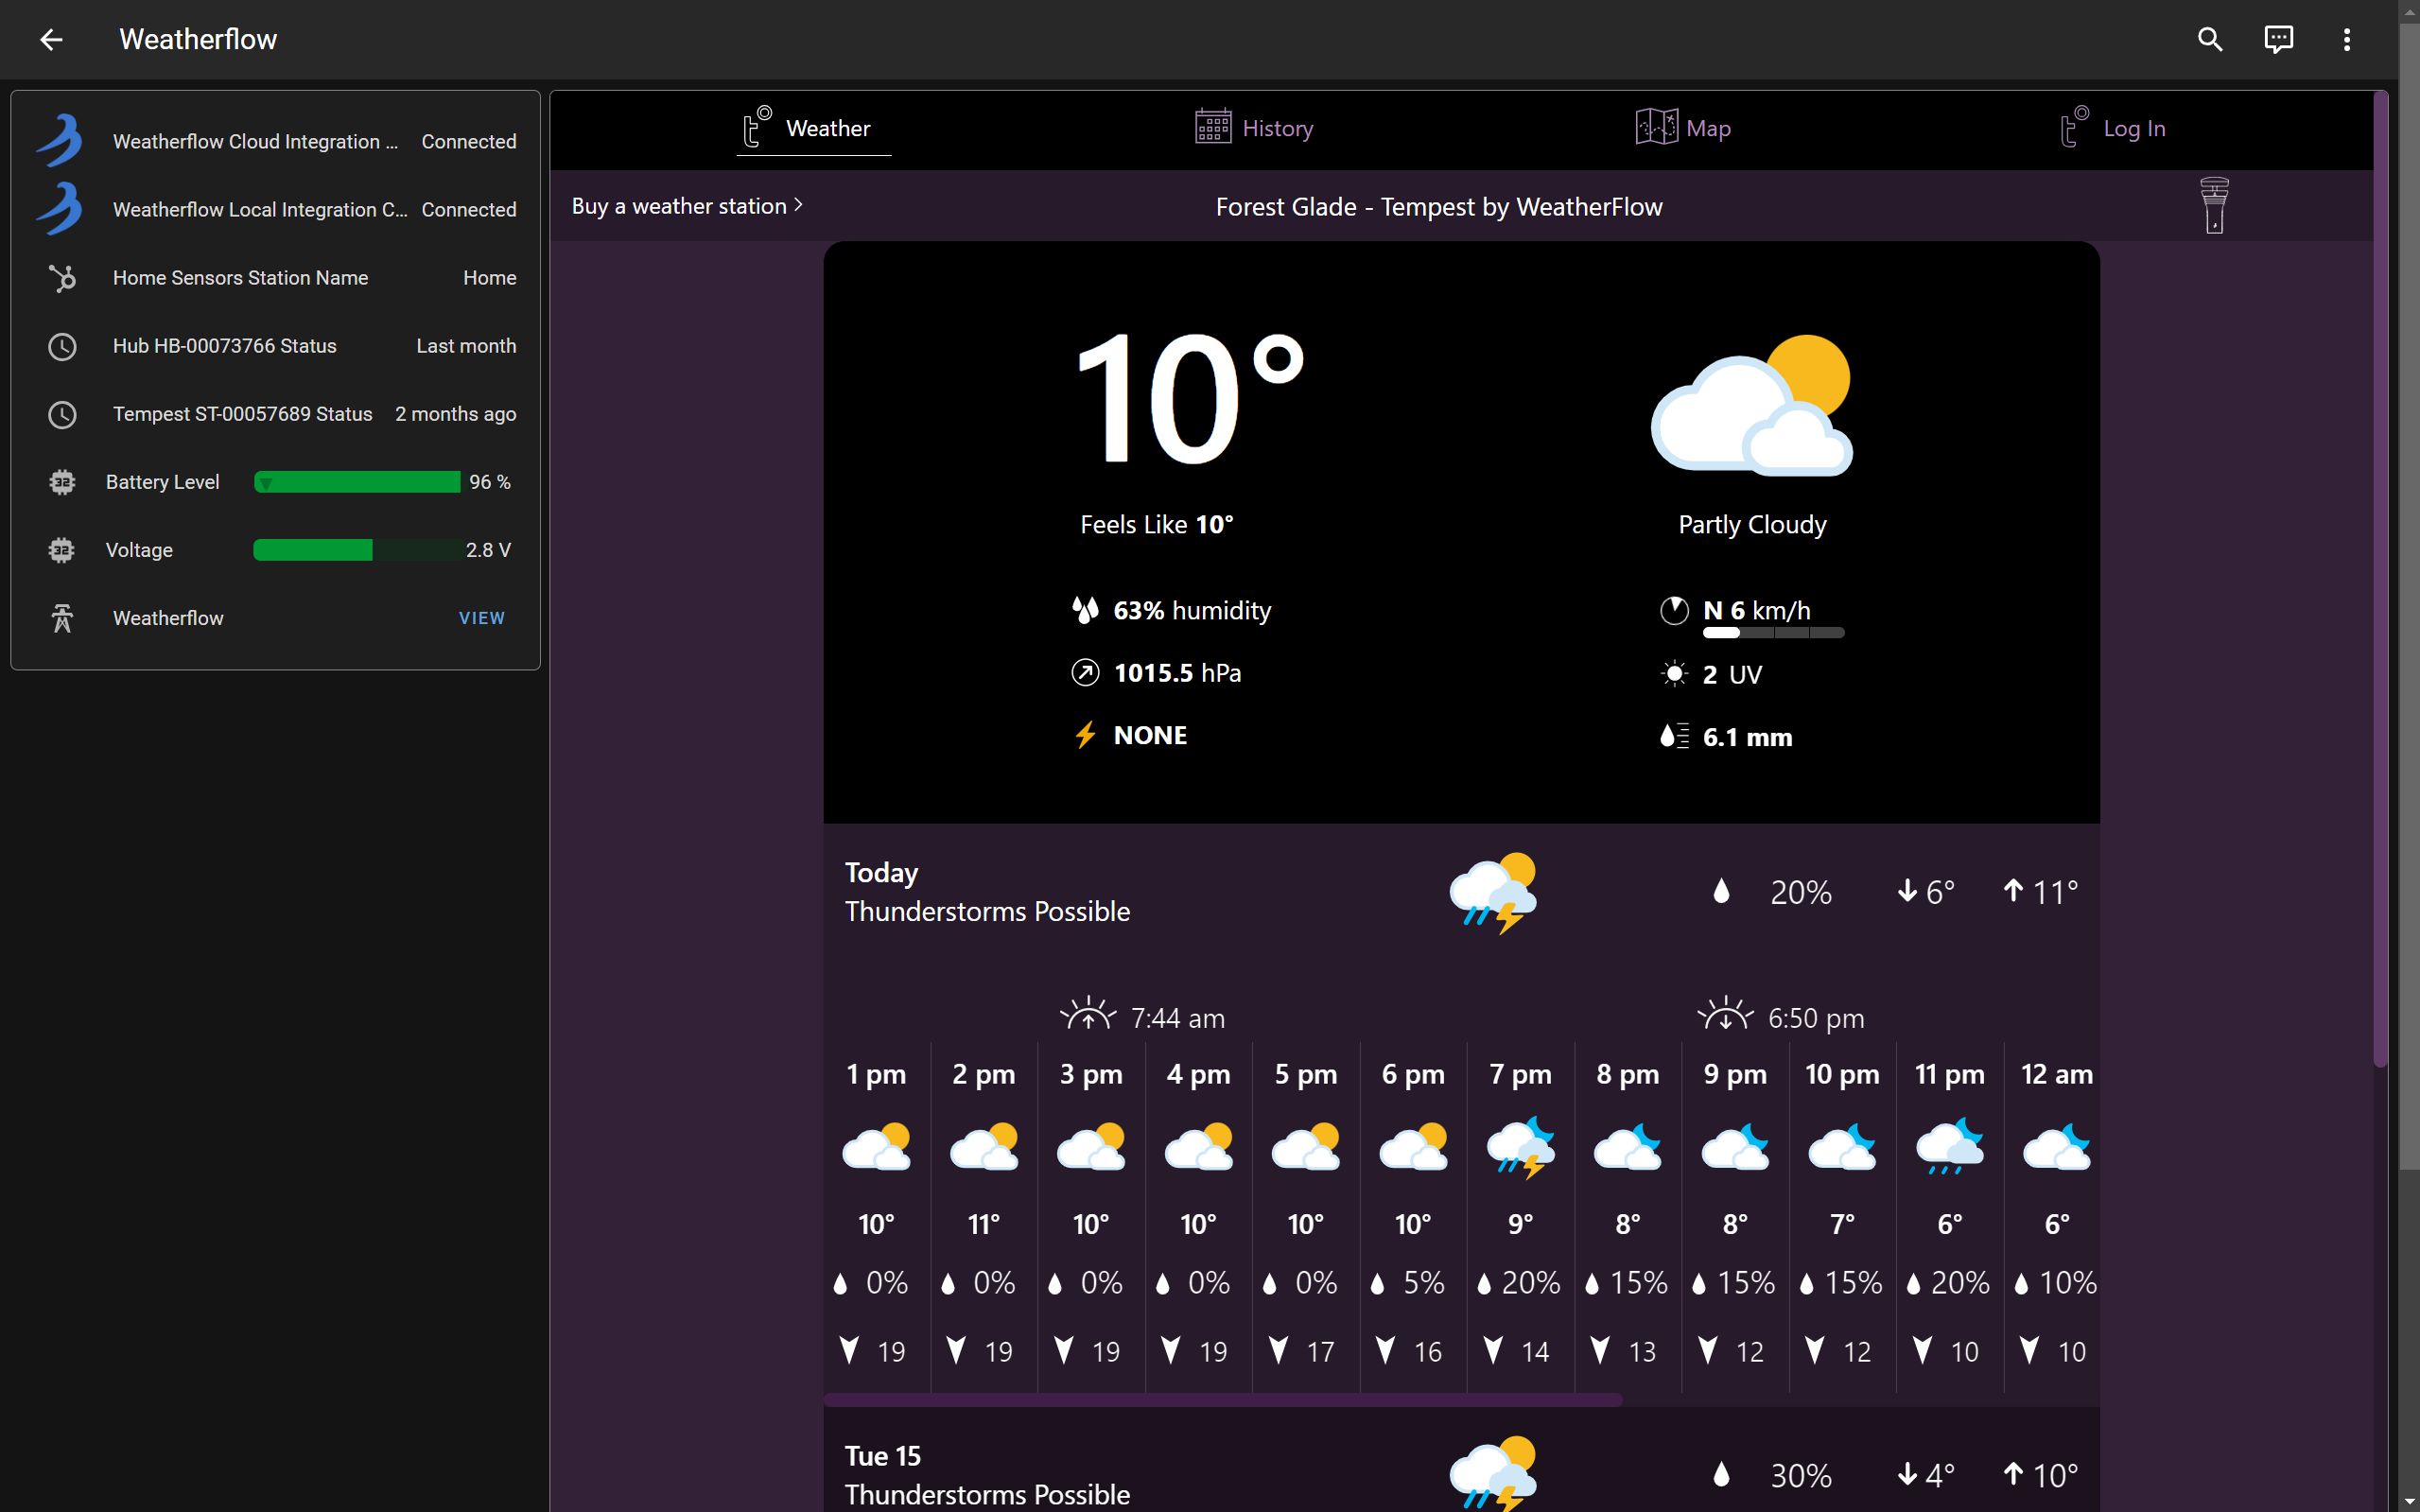 Weatherflow
Weatherflow Cloud Integration ... Connected
Weatherflow Local Integration C... Connected
Home Sensors Station Name Home
Hub HB-00073766 Status Last month
Tempest ST-00057689 Status 2 months ago
32 Battery Level 96 %
32 Voltage 2.8 V
Weatherflow VIEW
Weather History Map Log In
Buy a weather station > Forest Glade - Tempest by WeatherFlow
10°
Feels Like 10° Partly Cloudy
63% humidity N 6 km/h
1015.5 hPa 2 UV
NONE 6.1 mm
Today
Thunderstorms Possible 20% 6° 11°
7:44 am 6:50 pm
1 pm 2 pm 3 pm 4 pm 5 pm 6 pm 7 pm 8 pm 9 pm 10 pm 11 pm 12 am
10° 11° 10° 10° 10° 10° 9° 8° 8° 7° 6° 6°
0% 0% 0% 0% 0% 5% 20% 15% 15% 15% 20% 10%
19 19 19 19 17 16 14 13 12 12 10 10
Tue 15
Thunderstorms Possible 30% 4° 10°